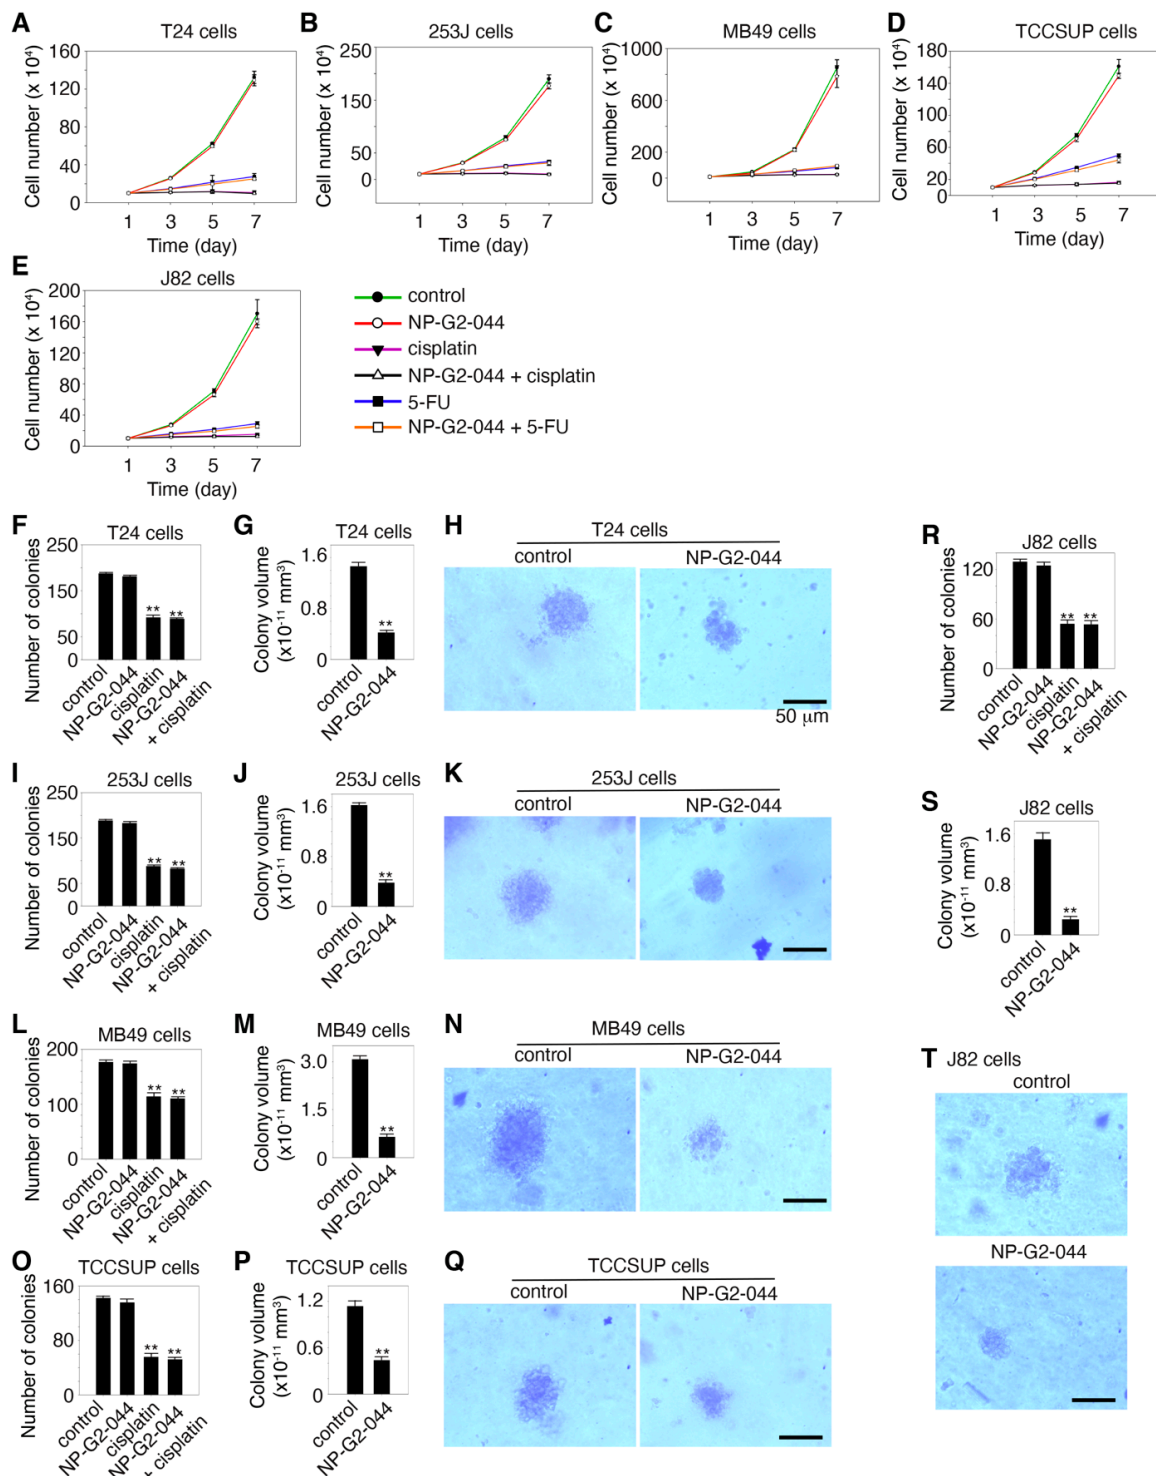 A
T24 cells
Cell number (x 10⁴)
160
120
80
40
0
1 3 5 7
Time (day)
B
253J cells
Cell number (x 10⁴)
250
150
50
0
1 3 5 7
Time (day)
C
MB49 cells
Cell number (x 10⁴)
1000
600
200
0
1 3 5 7
Time (day)
D
TCCSUP cells
Cell number (x 10⁴)
180
140
100
60
20
0
1 3 5 7
Time (day)
E
J82 cells
Cell number (x 10⁴)
200
160
120
80
40
0
1 3 5 7
Time (day)
control
NP-G2-044
cisplatin
NP-G2-044 + cisplatin
5-FU
NP-G2-044 + 5-FU
F
T24 cells
Number of colonies
250
150
50
0
** **
control
NP-G2-044
cisplatin
NP-G2-044
+ cisplatin
G
T24 cells
Colony volume
(x10⁻¹¹ mm³)
1.6
0.8
0
**
control
NP-G2-044
H
T24 cells
control
NP-G2-044
50 μm
R
J82 cells
Number of colonies
120
60
0
** **
control
NP-G2-044
cisplatin
NP-G2-044
+ cisplatin
I
253J cells
Number of colonies
250
150
50
0
** **
control
NP-G2-044
cisplatin
NP-G2-044
+ cisplatin
J
253J cells
Colony volume
(x10⁻¹¹ mm³)
1.6
0.8
0
**
control
NP-G2-044
K
253J cells
control
NP-G2-044
S
J82 cells
Colony volume
(x10⁻¹¹ mm³)
1.6
0.8
0
**
control
NP-G2-044
L
MB49 cells
Number of colonies
200
100
0
** **
control
NP-G2-044
cisplatin
NP-G2-044
+ cisplatin
M
MB49 cells
Colony volume
(x10⁻¹¹ mm³)
3.0
1.5
0
**
control
NP-G2-044
N
MB49 cells
control
NP-G2-044
T
J82 cells
control
NP-G2-044
O
TCCSUP cells
Number of colonies
160
80
0
** **
control
NP-G2-044
cisplatin
NP-G2-044
+ cisplatin
P
TCCSUP cells
Colony volume
(x10⁻¹¹ mm³)
1.2
0.6
0
**
control
NP-G2-044
Q
TCCSUP cells
control
NP-G2-044